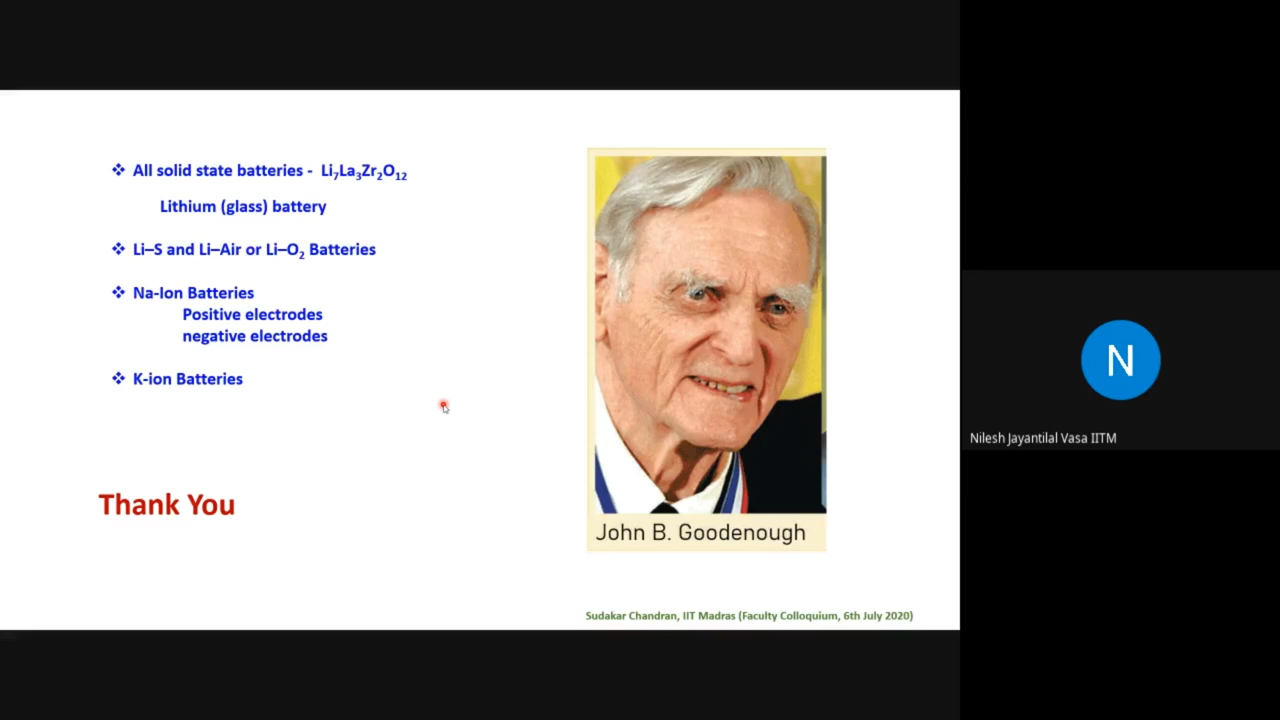 ❖ All solid state batteries - Li₇La₃Zr₂O₁₂
Lithium (glass) battery
❖ Li–S and Li–Air or Li–O₂ Batteries
❖ Na-Ion Batteries
Positive electrodes
negative electrodes
❖ K-ion Batteries
Thank You
John B. Goodenough
Sudakar Chandran, IIT Madras (Faculty Colloquium, 6th July 2020)
N
Nilesh Jayantilal Vasa IITM